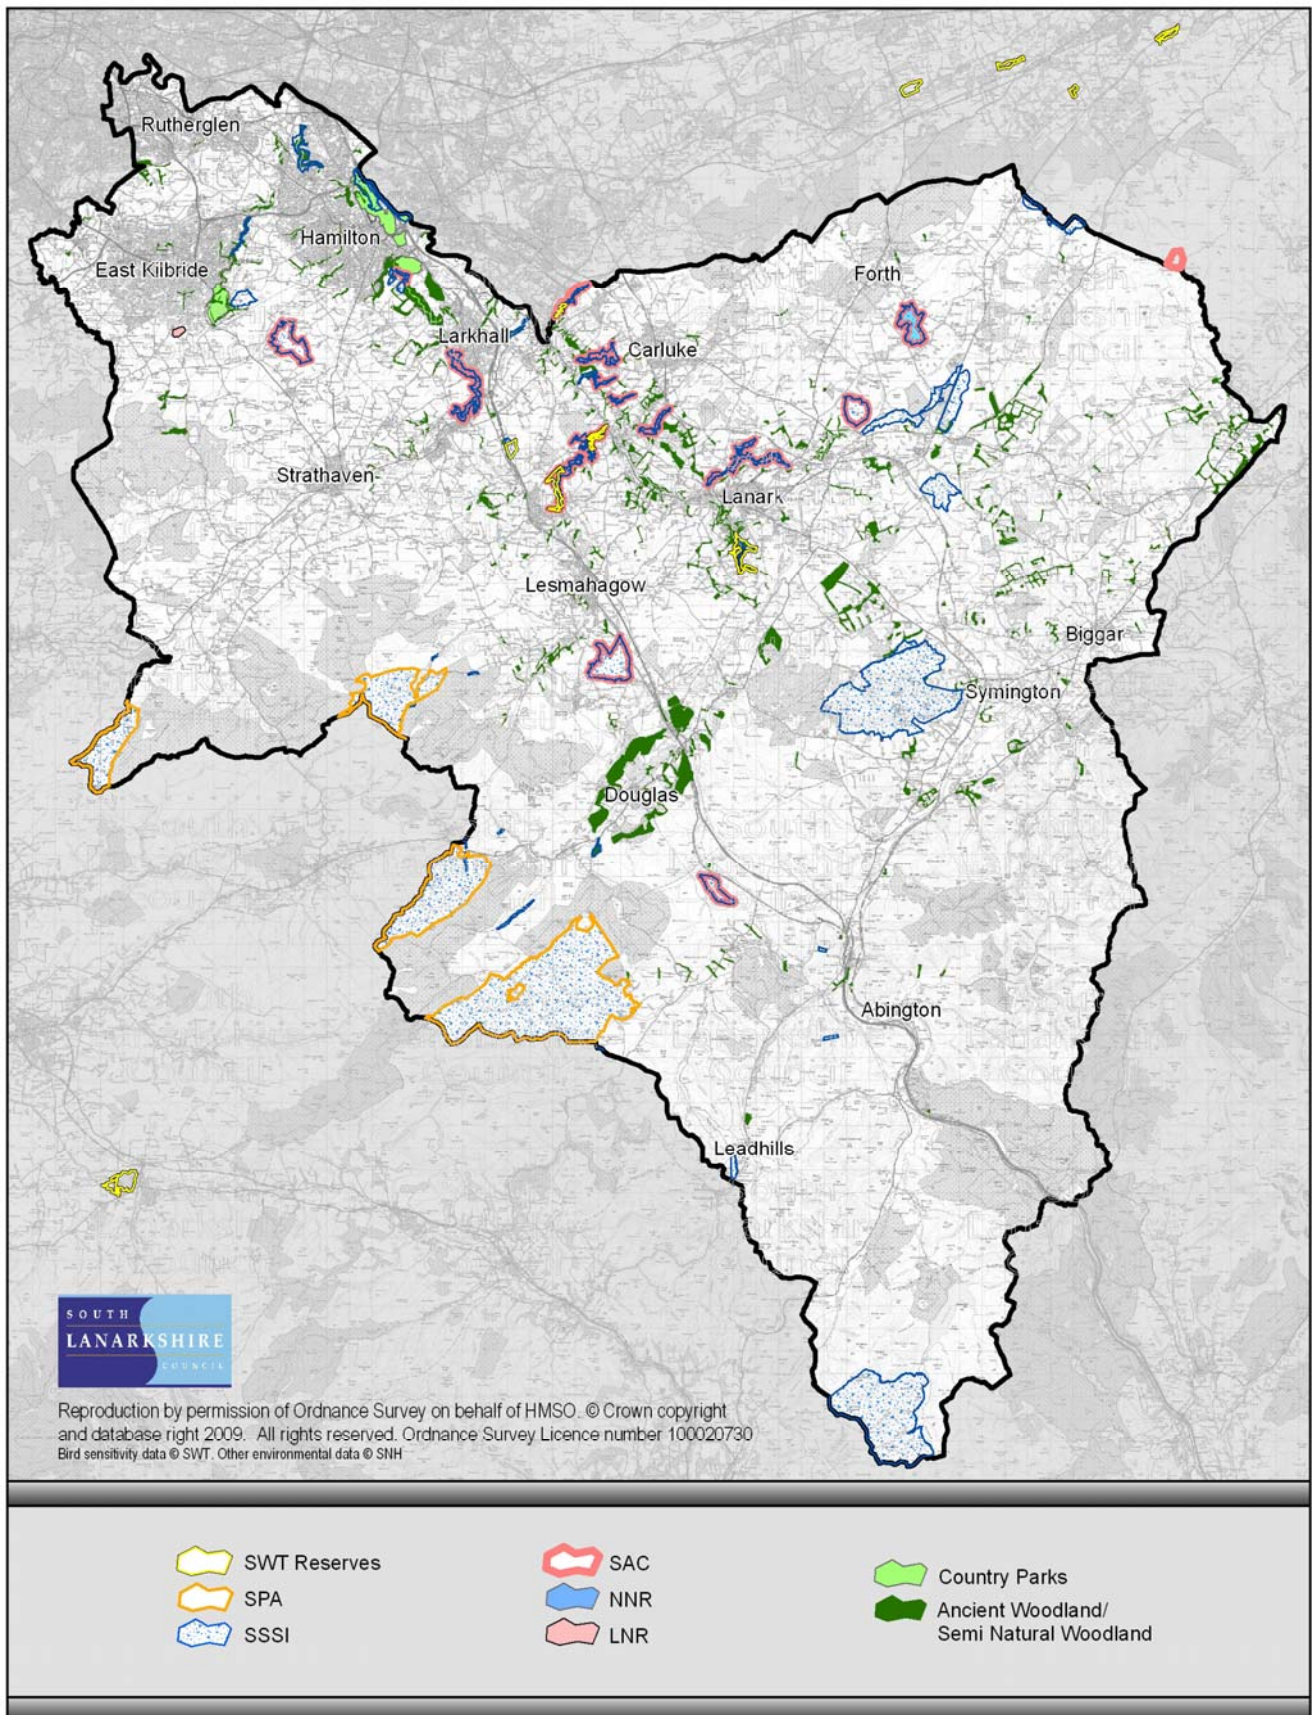 Rutherglen
Hamilton
East Kilbride
Forth
Larkhall
Carluke
Strathaven
Lanark
Lesmahagow
Biggar
Symington
Douglas
Abington
Leadhills
SOUTH
LANARKSHIRE
COUNCIL
Reproduction by permission of Ordnance Survey on behalf of HMSO. © Crown copyright
and database right 2009. All rights reserved. Ordnance Survey Licence number 100020730
Bird sensitivity data © SWT. Other environmental data © SNH
SWT Reserves
SPA
SSSI
SAC
NNR
LNR
Country Parks
Ancient Woodland/
Semi Natural Woodland